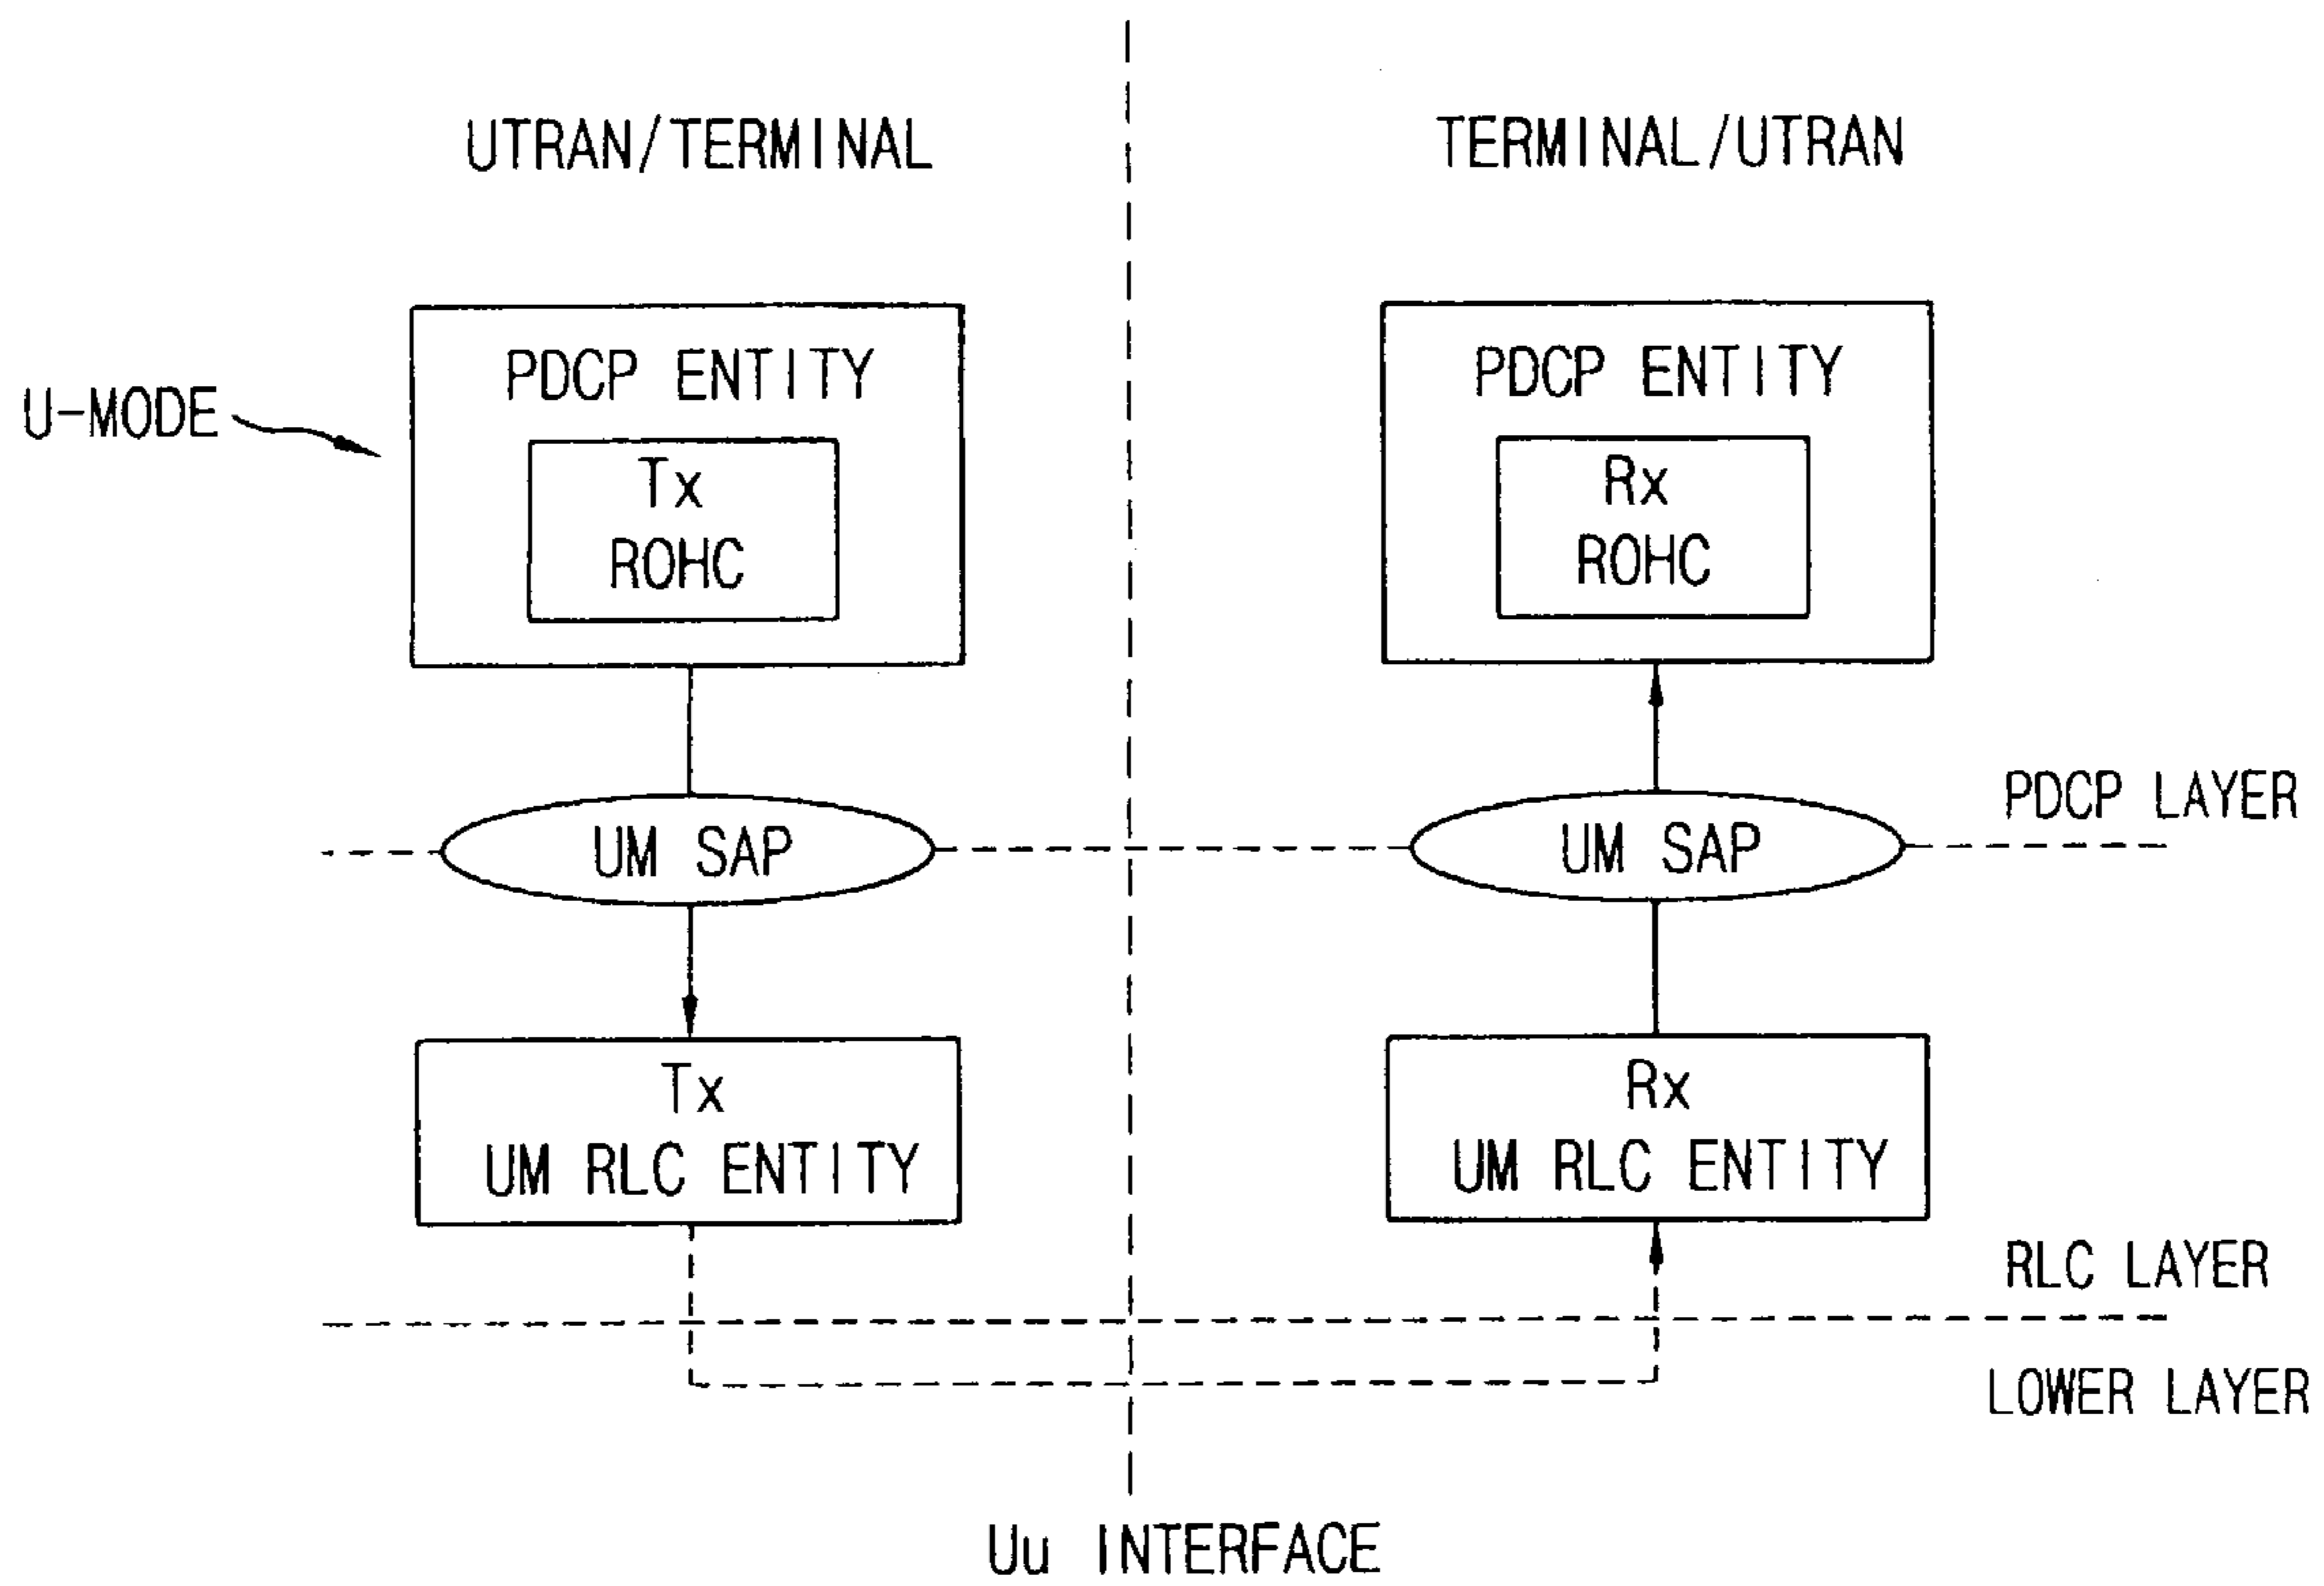 UTRAN/TERMINAL
TERMINAL/UTRAN
PDCP ENTITY
PDCP ENTITY
U-MODE
Tx
ROHC
Rx
ROHC
PDCP LAYER
UM SAP
UM SAP
Tx
UM RLC ENTITY
Rx
UM RLC ENTITY
RLC LAYER
LOWER LAYER
Uu INTERFACE